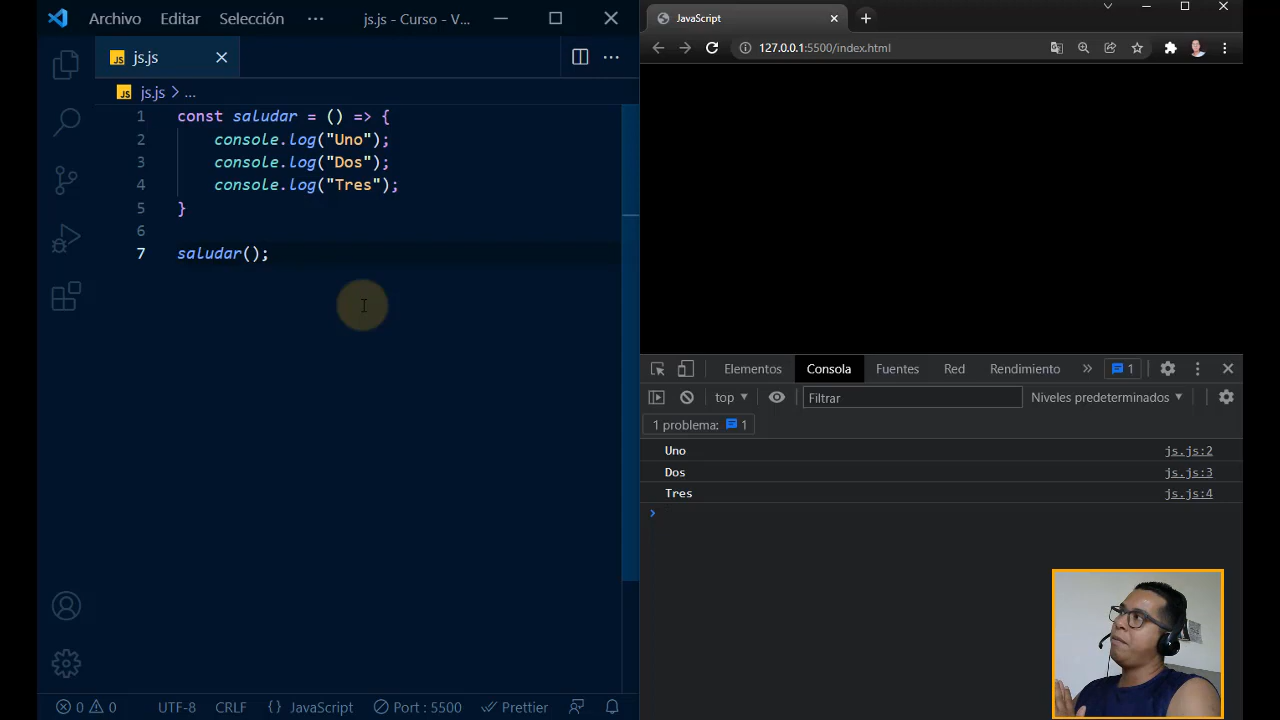 Archivo Editar Selección ··· js.js - Curso - V...
JS js.js
JS js.js > ...
1 const saludar = () => {
2 console.log("Uno");
3 console.log("Dos");
4 console.log("Tres");
5 }
6
7 saludar();
0 0 UTF-8 CRLF {} JavaScript Port : 5500 Prettier
JavaScript
127.0.0.1:5500/index.html
Elementos Consola Fuentes Red Rendimiento » 1
top Filtrar Niveles predeterminados
1 problema: 1
Uno js.js:2
Dos js.js:3
Tres js.js:4